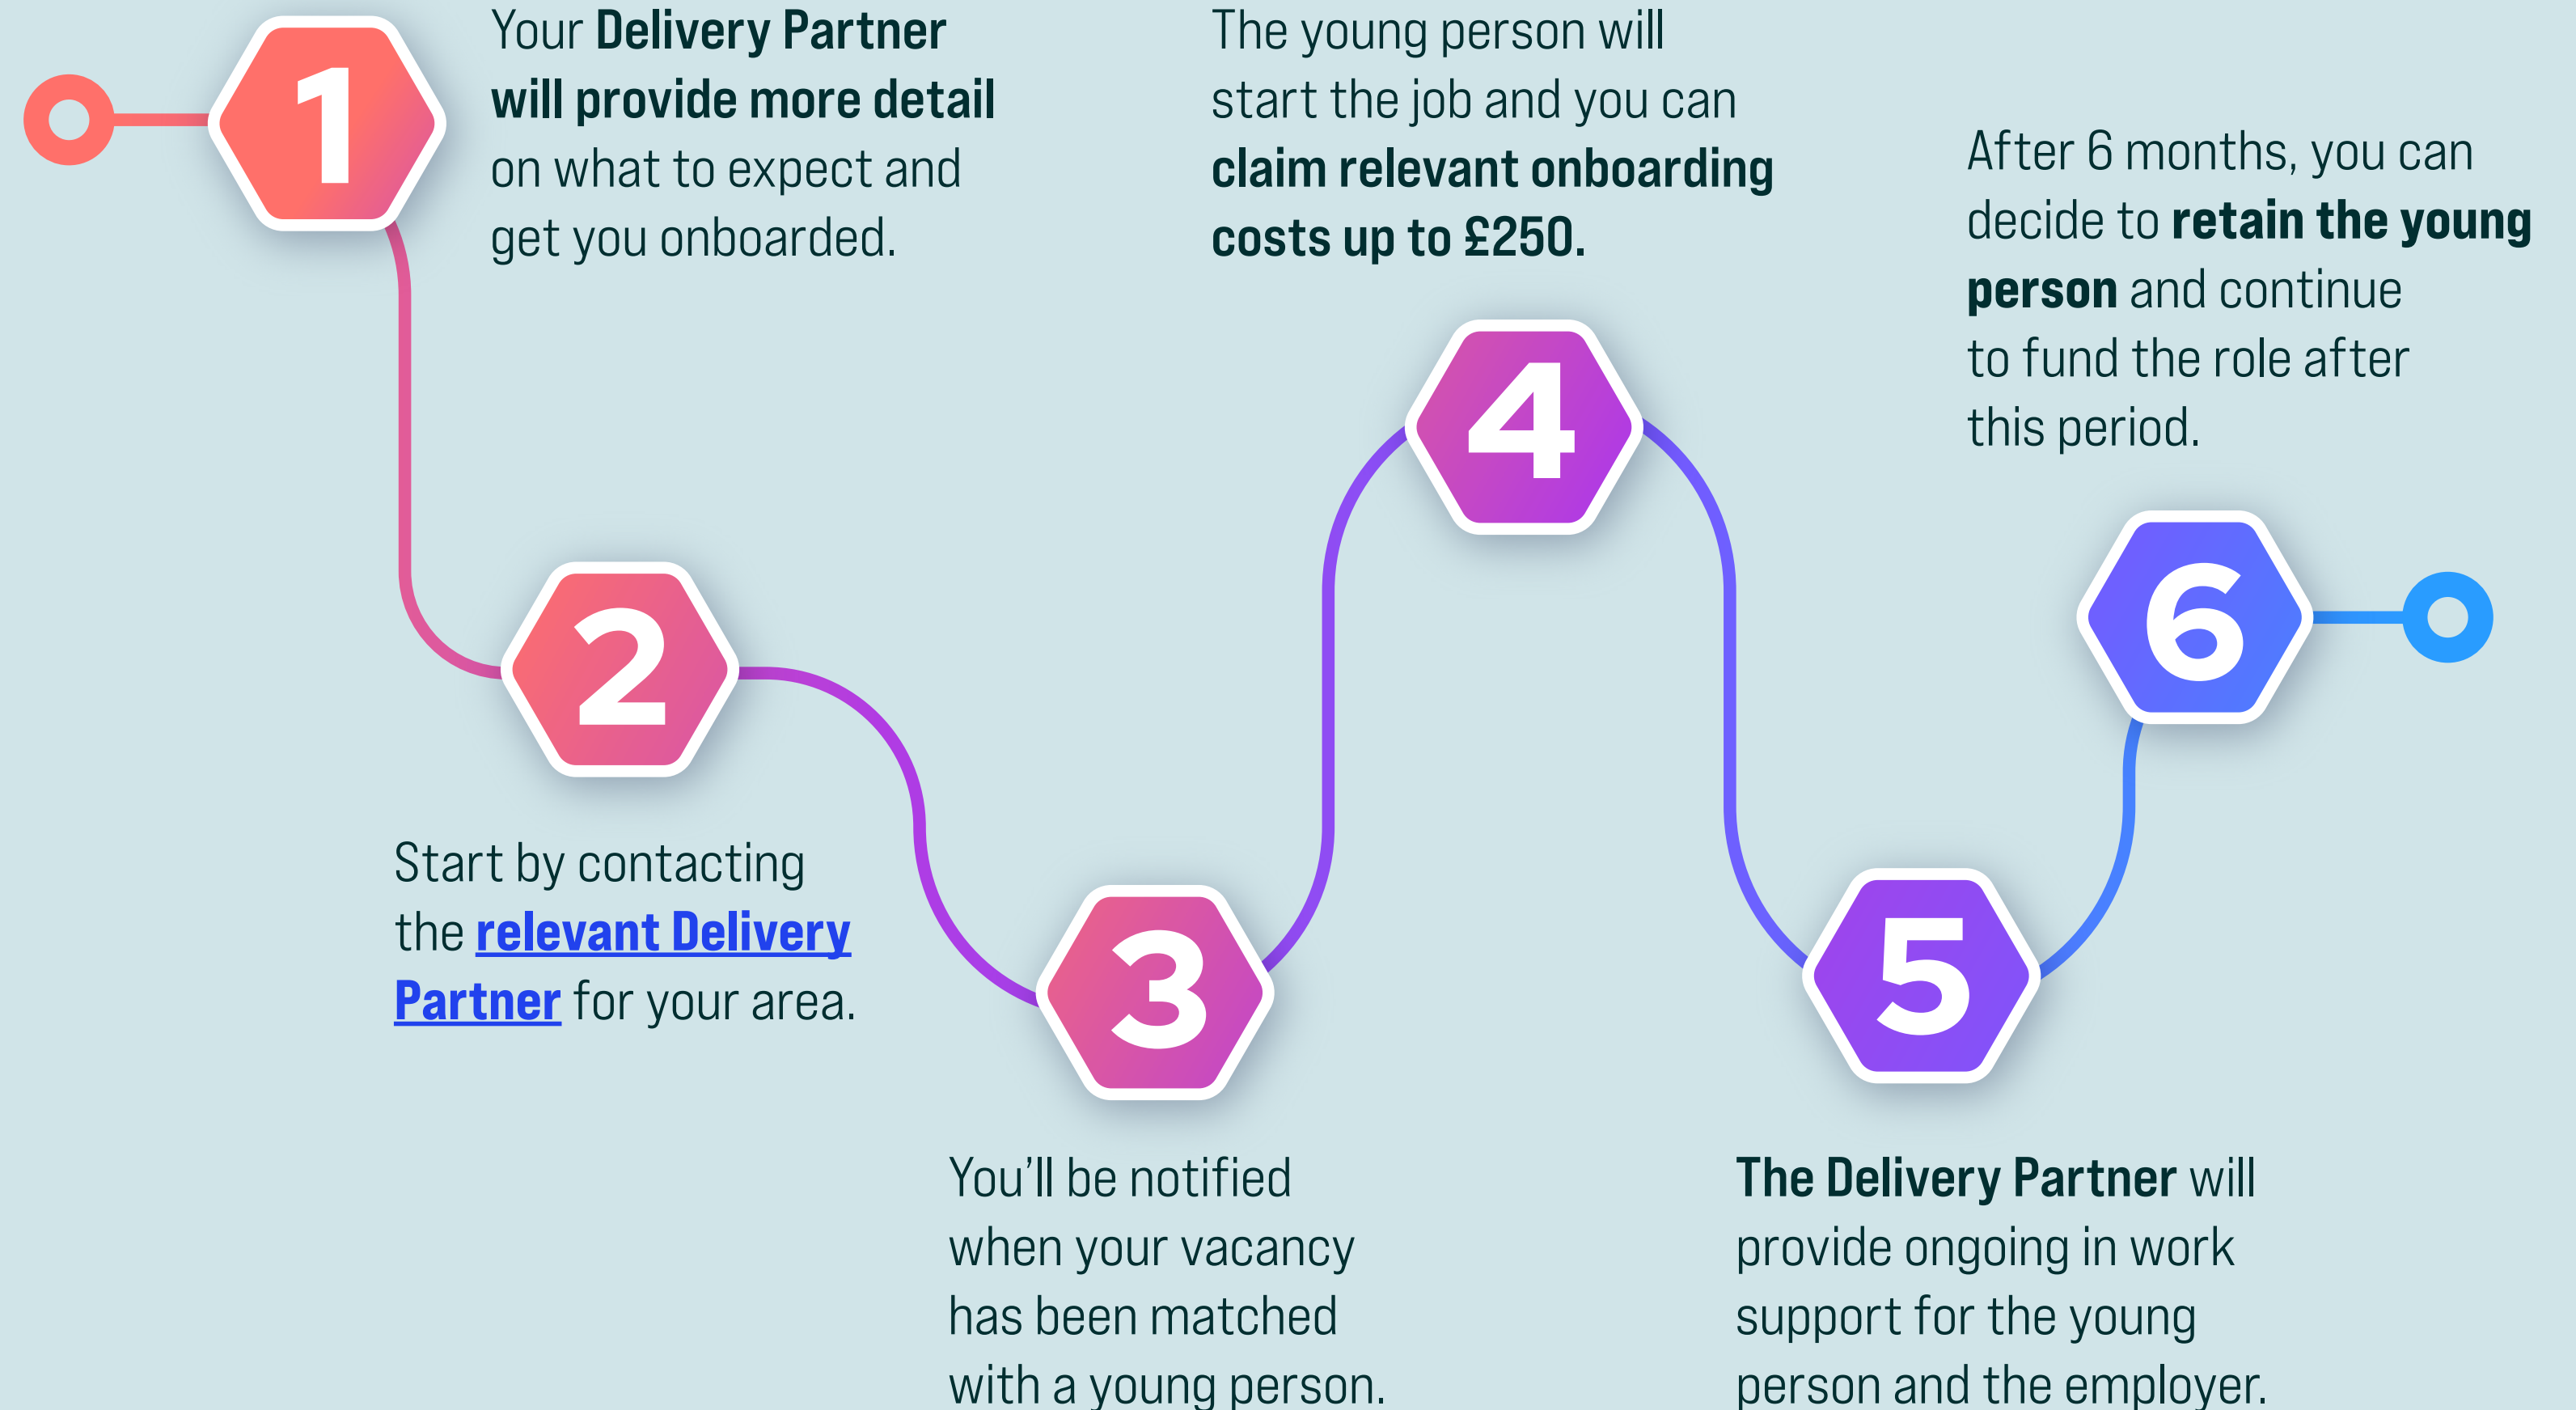 1
Your Delivery Partner
will provide more detail
on what to expect and
get you onboarded.
2
Start by contacting
the relevant Delivery
Partner for your area.
3
You’ll be notified
when your vacancy
has been matched
with a young person.
4
The young person will
start the job and you can
claim relevant onboarding
costs up to £250.
5
The Delivery Partner will
provide ongoing in work
support for the young
person and the employer.
6
After 6 months, you can
decide to retain the young
person and continue
to fund the role after
this period.